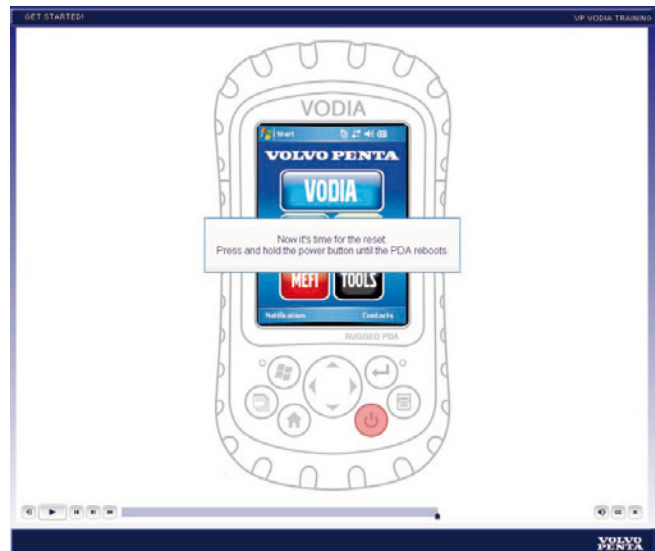 GET STARTED!
VP VODIA TRAINING
VODIA
Start
VOLVO PENTA
VODIA
Now it's time for the reset.
Press and hold the power button until the PDA reboots.
MEFI
TOOLS
Notification
Contacts
RUGGED PDA
CC
VOLVO
PENTA